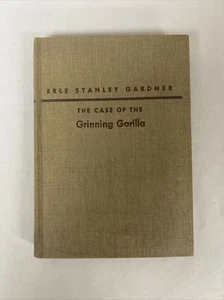 ERLE STANLEY GARDNER
THE CASE OF THE
Grinning Gorilla